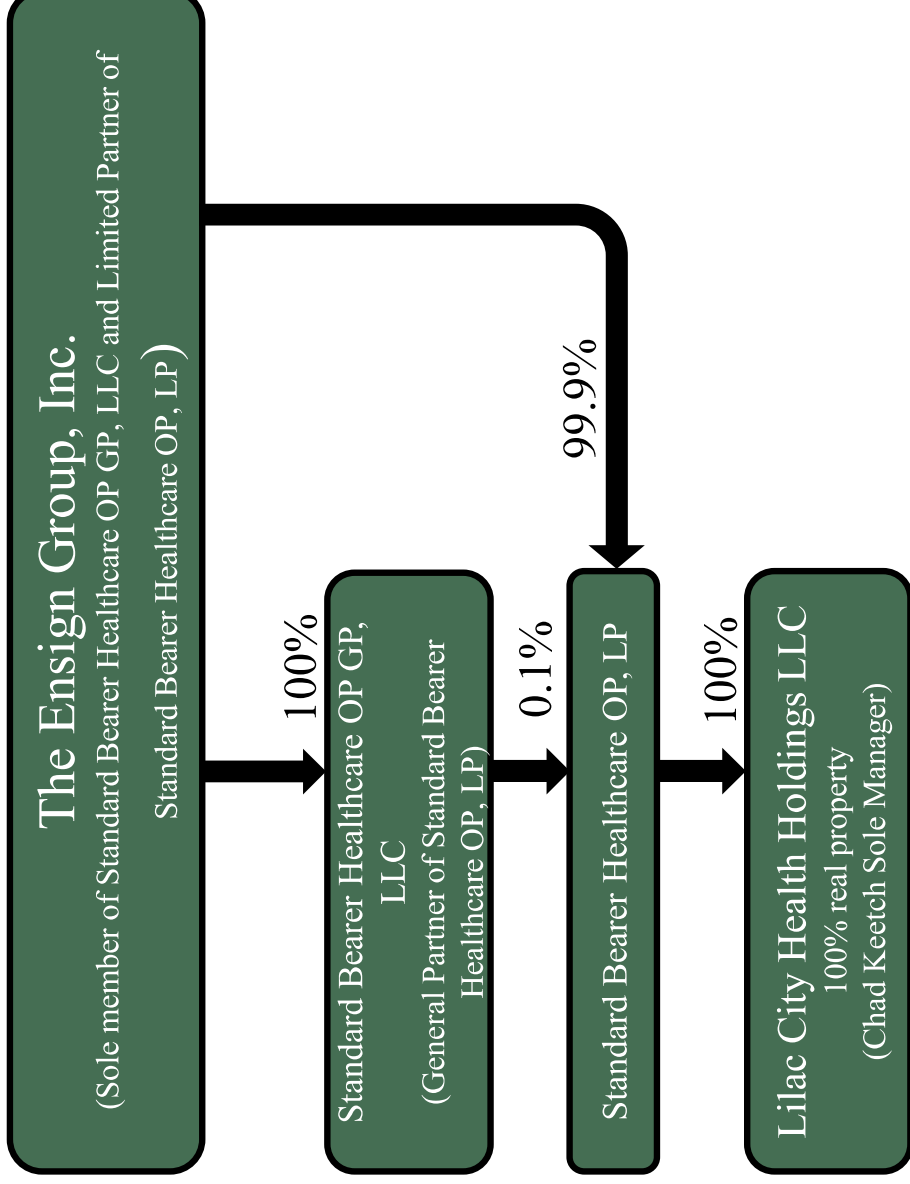 The Ensign Group, Inc.
(Sole member of Standard Bearer Healthcare OP GP, LLC and Limited Partner of
Standard Bearer Healthcare OP, LP)
100%
Standard Bearer Healthcare OP GP,
LLC
(General Partner of Standard Bearer
Healthcare OP, LP)
0.1%
99.9%
Standard Bearer Healthcare OP, LP
100%
Lilac City Health Holdings LLC
100% real property
(Chad Keetch Sole Manager)